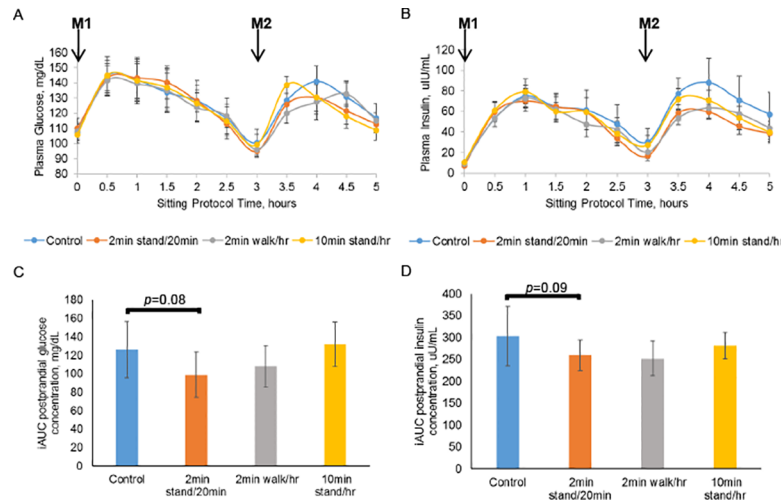 A
M1
M2
Plasma Glucose, mg/dL
160
150
140
130
120
110
100
90
80
0 0.5 1 1.5 2 2.5 3 3.5 4 4.5 5
Sitting Protocol Time, hours
Control 2min stand/20min 2min walk/hr 10min stand/hr
B
M1
M2
Plasma Insulin, uIU/mL
120
100
80
60
40
20
0
0 0.5 1 1.5 2 2.5 3 3.5 4 4.5 5
Sitting Protocol Time, hours
Control 2min stand/20min 2min walk/hr 10min stand/hr
C
p=0.08
iAUC postprandial glucose
concentration, mg/dL
180
160
140
120
100
80
60
40
20
0
Control 2min 2min walk/hr 10min
stand/20min stand/hr
D
p=0.09
iAUC postprandial insulin
concentration, uU/mL
400
350
300
250
200
150
100
50
0
Control 2min 2min walk/hr 10min
stand/20min stand/hr